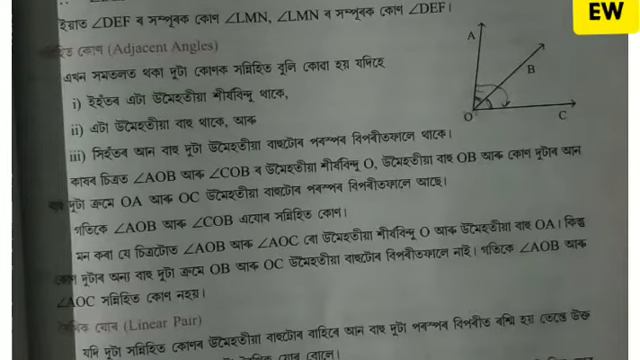 ইয়াত ∠DEF ৰ সম্পূৰক কোণ ∠LMN, ∠LMN ৰ সম্পূৰক কোণ ∠DEF।
EW
কোণ (Adjacent Angles)
এখন সমতলত থকা দুটা কোণক সন্নিহিত বুলি কোৱা হয় যদিহে
i) ইহঁতৰ এটা উমৈহতীয়া শীৰ্ষবিন্দু থাকে,
ii) এটা উমৈহতীয়া বাহু থাকে, আৰু
iii) সিহঁতৰ আন বাহু দুটা উমৈহতীয়া বাহুটোৰ পৰস্পৰ বিপৰীতফালে থাকে।
A
B
O
C
কাষৰ চিত্ৰত ∠AOB আৰু ∠COB ৰ উমৈহতীয়া শীৰ্ষবিন্দু O, উমৈহতীয়া বাহু OB আৰু কোণ দুটাৰ আন
দুটা ক্ৰমে OA আৰু OC উমৈহতীয়া বাহুটোৰ পৰস্পৰ বিপৰীতফালে আছে।
গতিকে ∠AOB আৰু ∠COB এযোৰ সন্নিহিত কোণ।
মন কৰা যে চিত্ৰটোত ∠AOB আৰু ∠AOC ৰো উমৈহতীয়া শীৰ্ষবিন্দু O আৰু উমৈহতীয়া বাহু OA। কিন্তু
কোণ দুটাৰ অন্য বাহু দুটা ক্ৰমে OB আৰু OC উমৈহতীয়া বাহুটোৰ বিপৰীতফালে নাই। গতিকে ∠AOB আৰু
∠AOC সন্নিহিত কোণ নহয়।
যোৰ (Linear Pair)
যদি দুটা সন্নিহিত কোণৰ উমৈহতীয়া বাহুটোৰ বাহিৰে আন বাহু দুটা পৰস্পৰ বিপৰীত ৰশ্মি হয় তেন্তে উক্ত
যোৰ বোলে।